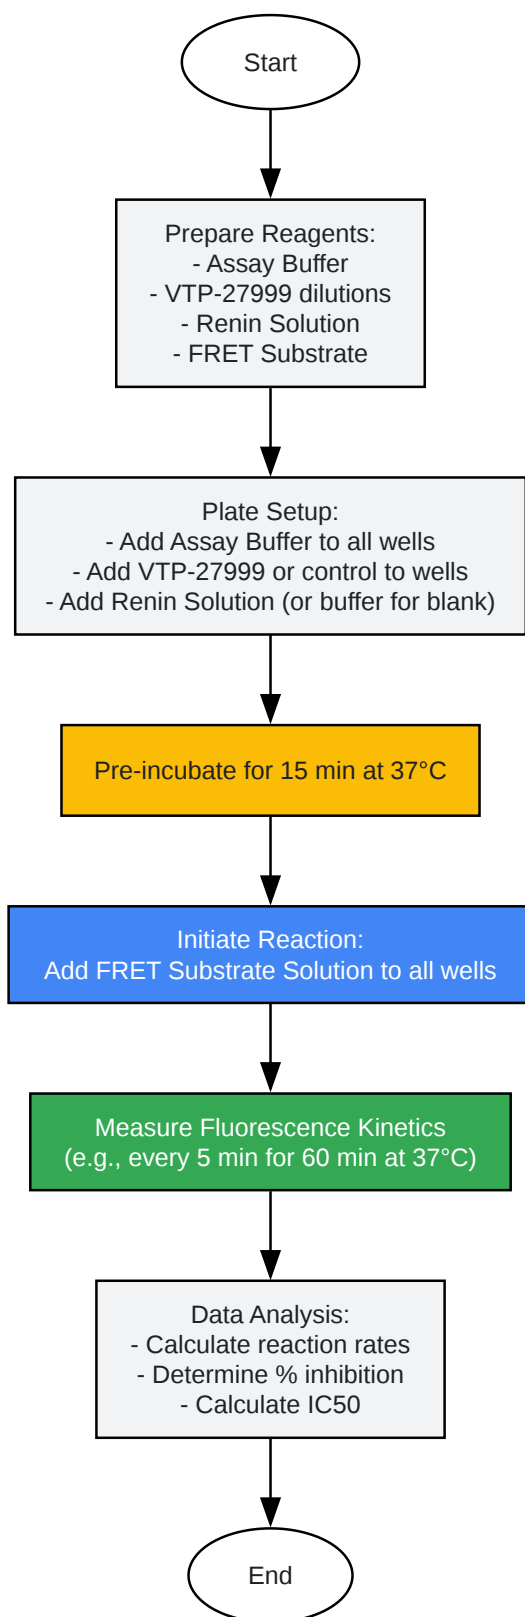 Start
Prepare Reagents:
- Assay Buffer
- VTP-27999 dilutions
- Renin Solution
- FRET Substrate
Plate Setup:
- Add Assay Buffer to all wells
- Add VTP-27999 or control to wells
- Add Renin Solution (or buffer for blank)
Pre-incubate for 15 min at 37°C
Initiate Reaction:
Add FRET Substrate Solution to all wells
Measure Fluorescence Kinetics
(e.g., every 5 min for 60 min at 37°C)
Data Analysis:
- Calculate reaction rates
- Determine % inhibition
- Calculate IC50
End